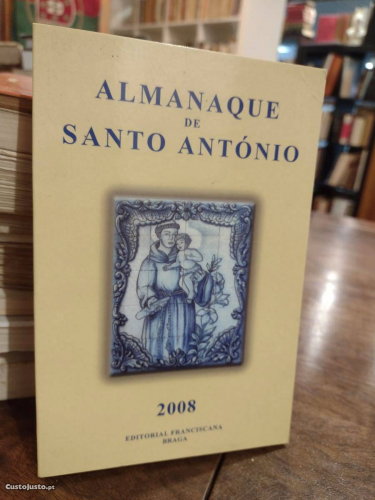 ALMANAQUE
DE
SANTO ANTÓNIO
2008
EDITORIAL FRANCISCANA
BRAGA
CustoJusto.pt